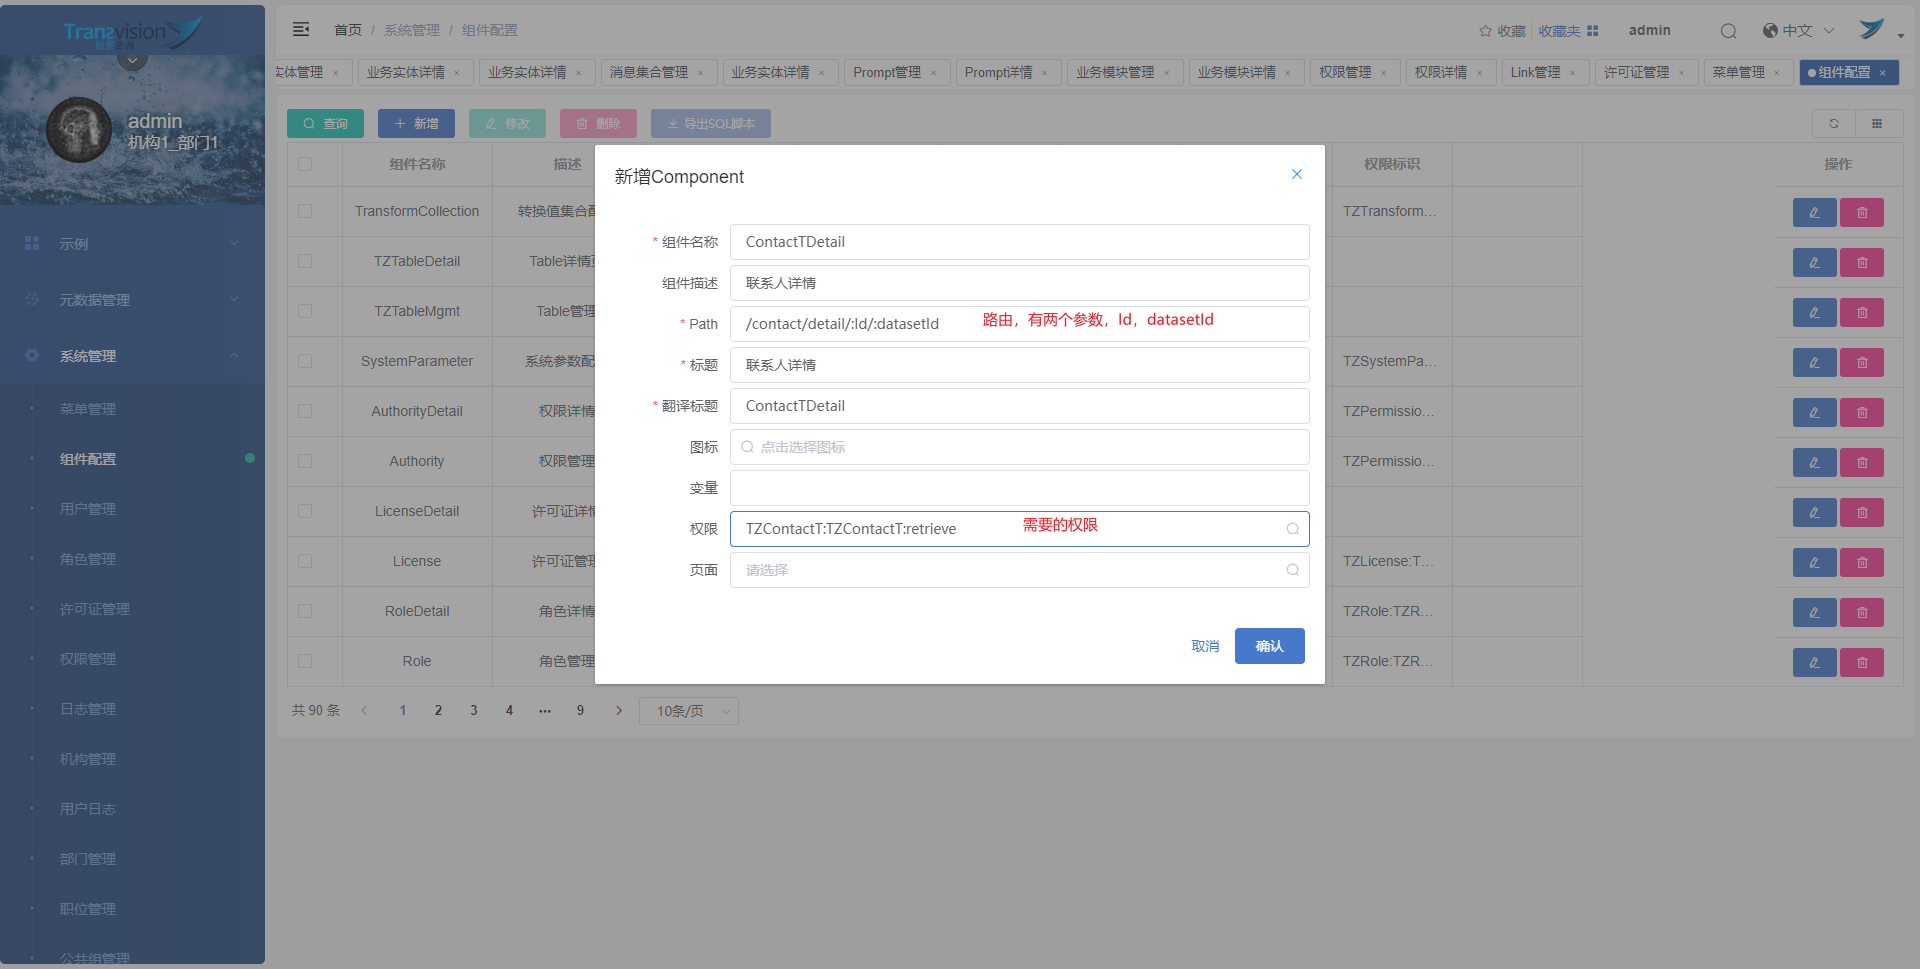 Tranzvision
创景咨询
首页 / 系统管理 / 组件配置
收藏
收藏夹
admin
中文
实体管理 ×
业务实体详情 ×
业务实体详情 ×
消息集合管理 ×
业务实体详情 ×
Prompt管理 ×
Prompt详情 ×
业务模块管理 ×
业务模块详情 ×
权限管理 ×
权限详情 ×
Link管理 ×
许可证管理 ×
菜单管理 ×
组件配置 ×
admin
机构1_部门1
示例
元数据管理
系统管理
菜单管理
组件配置
用户管理
角色管理
许可证管理
权限管理
日志管理
机构管理
用户日志
部门管理
职位管理
公共组管理
查询
新增
修改
删除
导出SQL脚本
组件名称 描述 权限标识 操作
TransformCollection 转换值集合配 TZTransform...
TZTableDetail Table详情页
TZTableMgmt Table管理
SystemParameter 系统参数配 TZSystemPa...
AuthorityDetail 权限详情 TZPermissio...
Authority 权限管理 TZPermissio...
LicenseDetail 许可证详情
License 许可证管理 TZLicense:T...
RoleDetail 角色详情 TZRole:TZR...
Role 角色管理 TZRole:TZR...
共 90 条 1 2 3 4 ••• 9 10条/页
新增Component
* 组件名称 ContactTDetail
组件描述 联系人详情
* Path /contact/detail/:Id/:datasetId 路由，有两个参数，Id，datasetId
* 标题 联系人详情
* 翻译标题 ContactTDetail
图标 点击选择图标
变量
权限 TZContactT:TZContactT:retrieve 需要的权限
页面 请选择
取消 确认